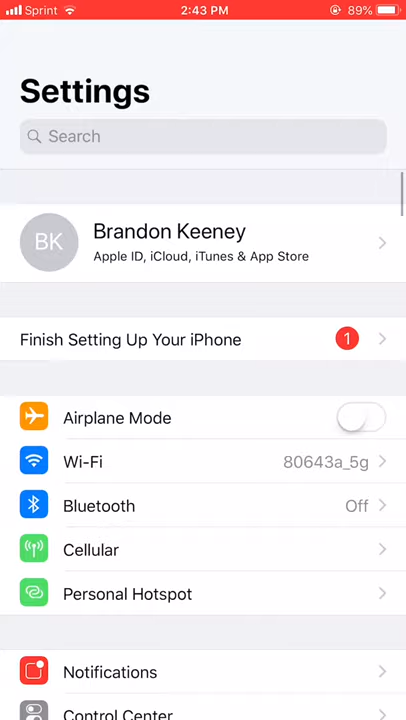 Sprint 2:43 PM 89%
Settings
Search
BK
Brandon Keeney
Apple ID, iCloud, iTunes & App Store
Finish Setting Up Your iPhone 1
Airplane Mode
Wi-Fi 80643a_5g
Bluetooth Off
Cellular
Personal Hotspot
Notifications
Control Center